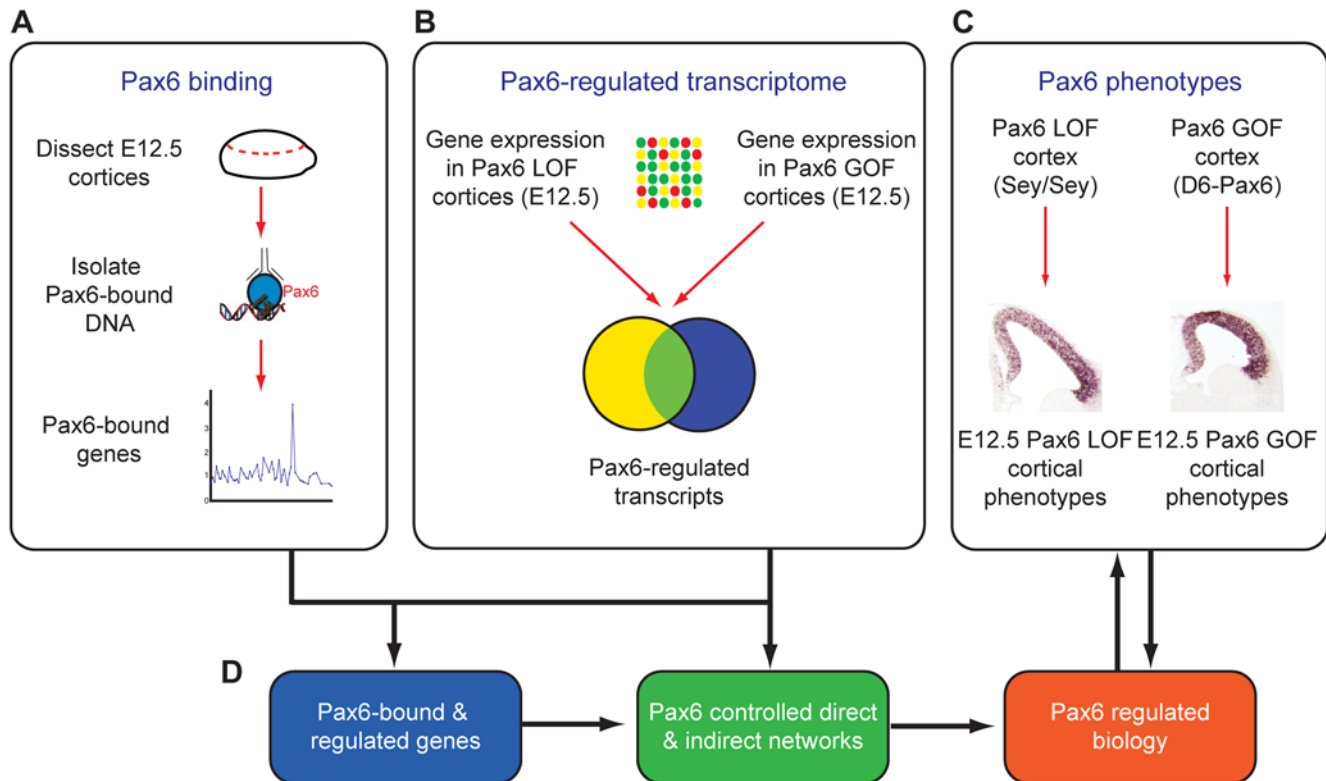 A
Pax6 binding
Dissect E12.5
cortices
Isolate
Pax6-bound
DNA
Pax6
Pax6-bound
genes
4
3
2
1
0
B
Pax6-regulated transcriptome
Gene expression
in Pax6 LOF
cortices (E12.5)
Gene expression
in Pax6 GOF
cortices (E12.5)
Pax6-regulated
transcripts
C
Pax6 phenotypes
Pax6 LOF
cortex
(Sey/Sey)
Pax6 GOF
cortex
(D6-Pax6)
E12.5 Pax6 LOF
cortical
phenotypes
E12.5 Pax6 GOF
cortical
phenotypes
D
Pax6-bound &
regulated genes
Pax6 controlled direct
& indirect networks
Pax6 regulated
biology